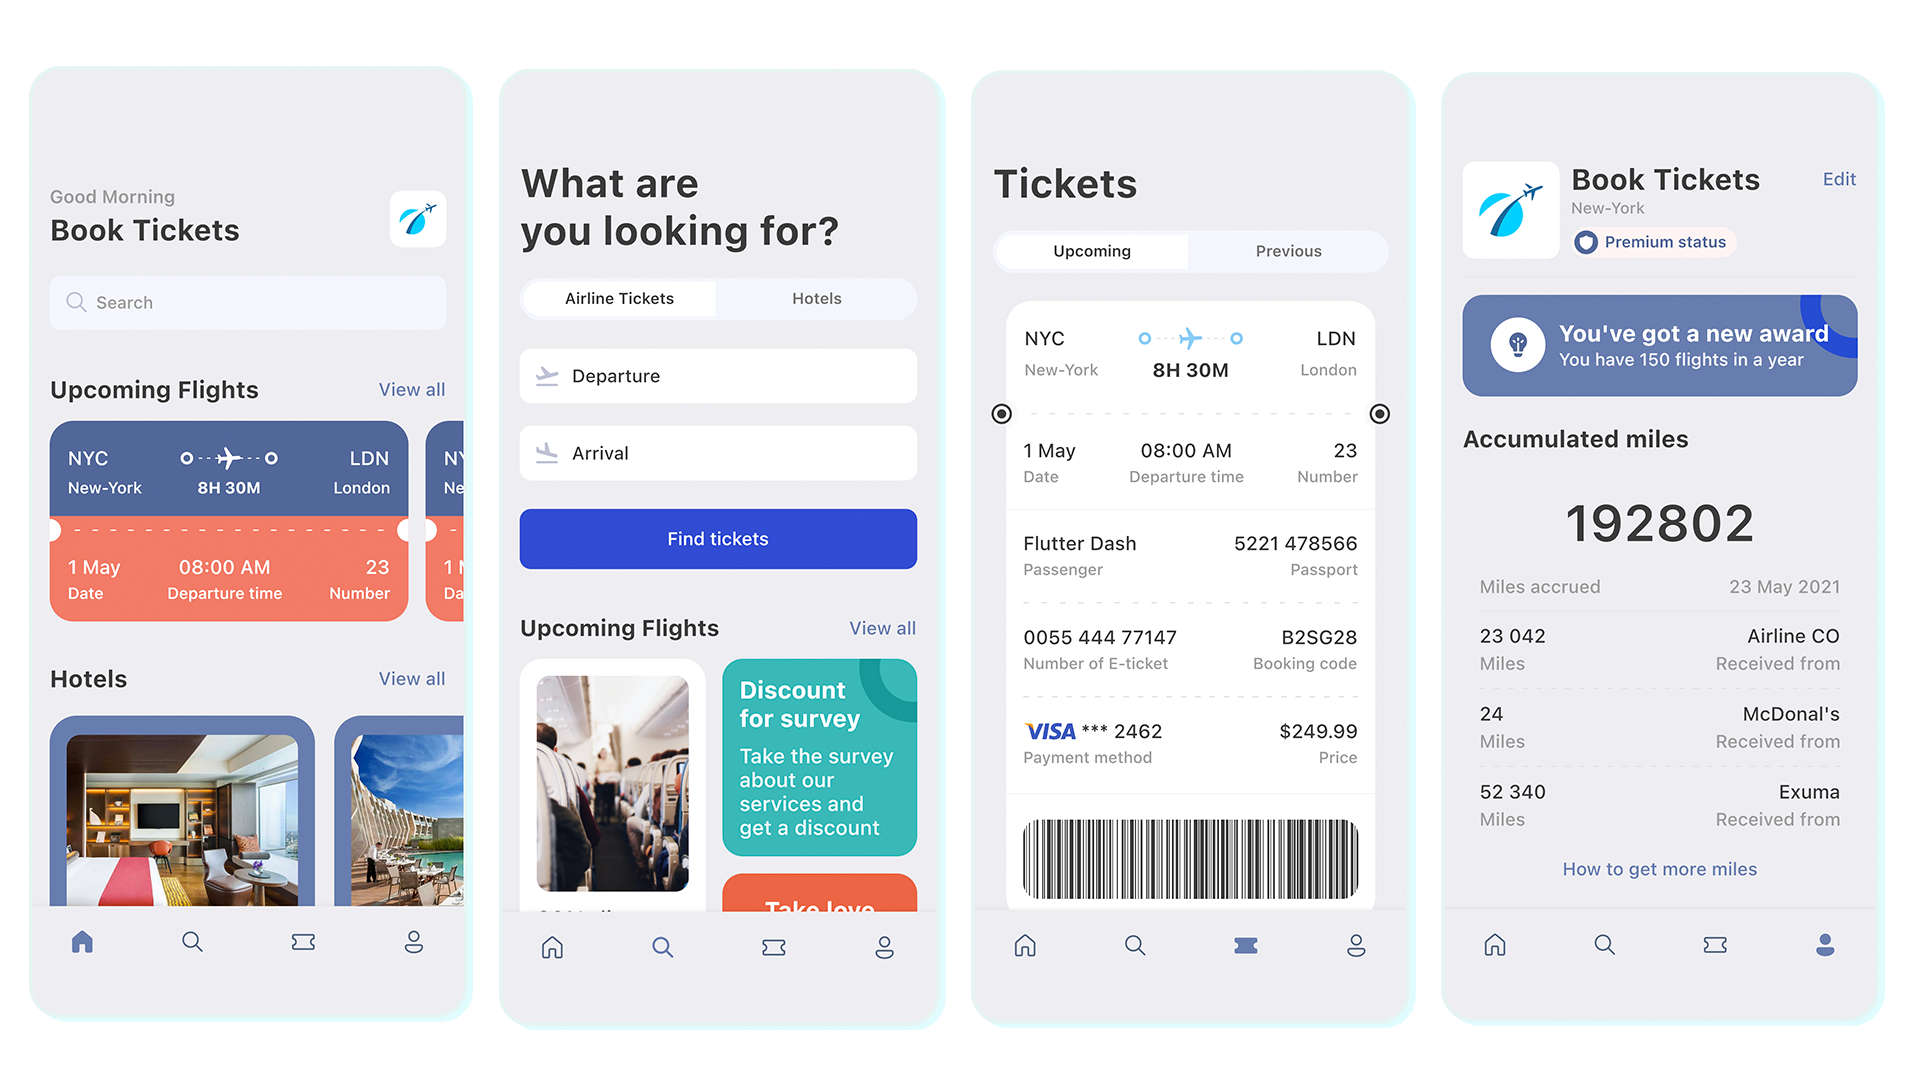 Good Morning
Book Tickets
Search
Upcoming Flights View all
NYC LDN
New-York 8H 30M London
1 May 08:00 AM 23
Date Departure time Number
Hotels View all
What are
you looking for?
Airline Tickets Hotels
Departure
Arrival
Find tickets
Upcoming Flights View all
Discount
for survey
Take the survey
about our
services and
get a discount
Take love
Tickets
Upcoming Previous
NYC LDN
New-York 8H 30M London
1 May 08:00 AM 23
Date Departure time Number
Flutter Dash 5221 478566
Passenger Passport
0055 444 77147 B2SG28
Number of E-ticket Booking code
VISA *** 2462 $249.99
Payment method Price
Book Tickets Edit
New-York
Premium status
You've got a new award
You have 150 flights in a year
Accumulated miles
192802
Miles accrued 23 May 2021
23 042 Airline CO
Miles Received from
24 McDonal's
Miles Received from
52 340 Exuma
Miles Received from
How to get more miles